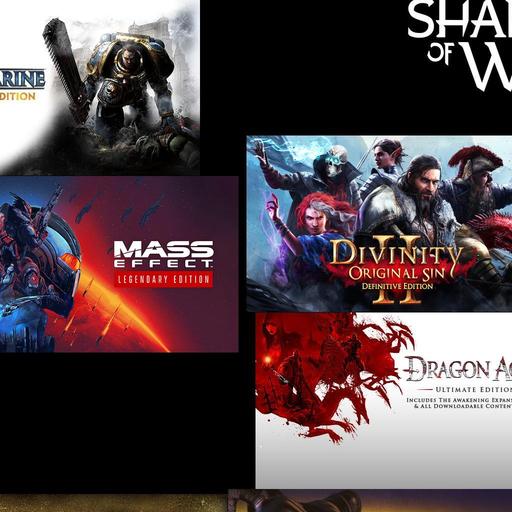 SHA
OF W
ARINE
DITION
MASS
EFFECT
LEGENDARY EDITION
DIVINITY
II
ORIGINAL SIN
DEFINITIVE EDITION
DRAGON AG
ULTIMATE EDITION
INCLUDES THE AWAKENING EXPANS
& ALL DOWNLOADABLE CONTENT